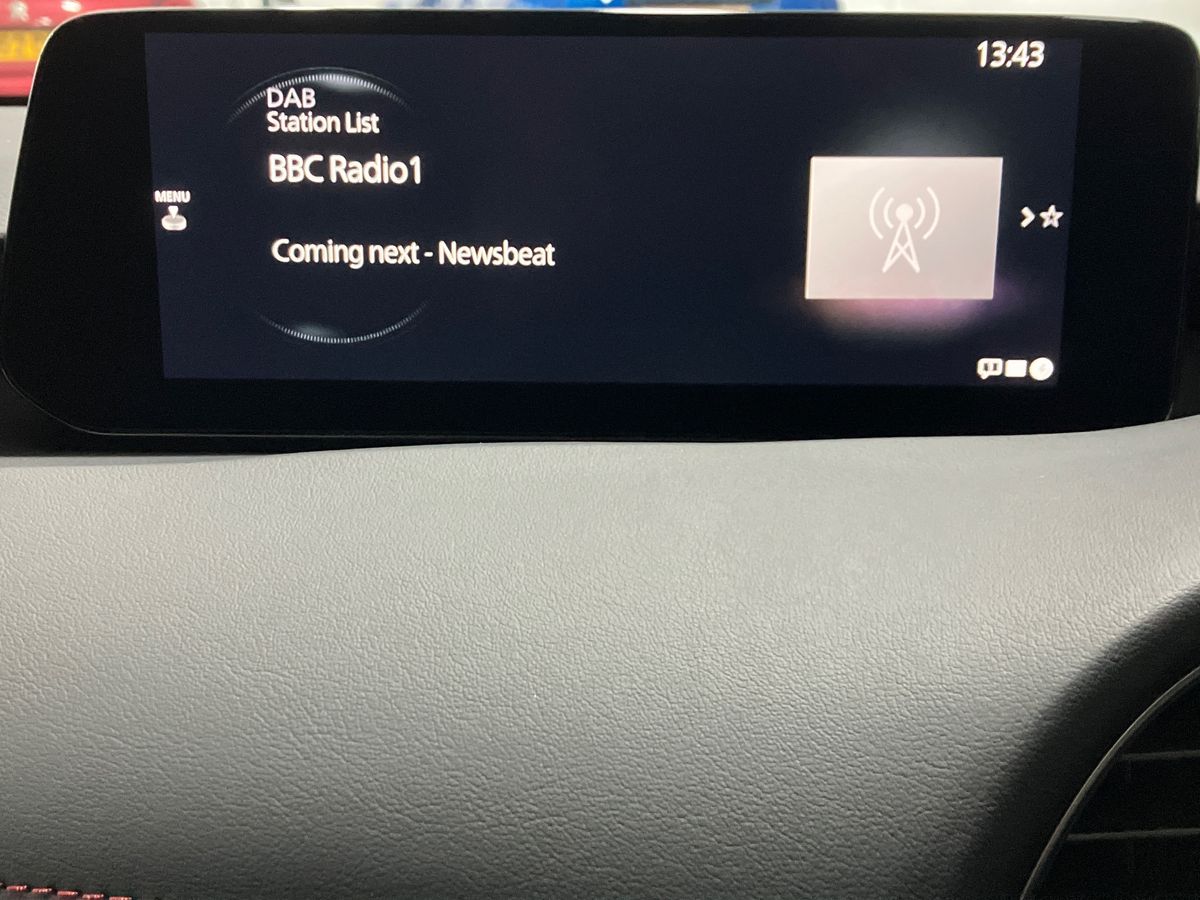 13:43
DAB
Station List
BBC Radio1
MENU
Coming next - Newsbeat